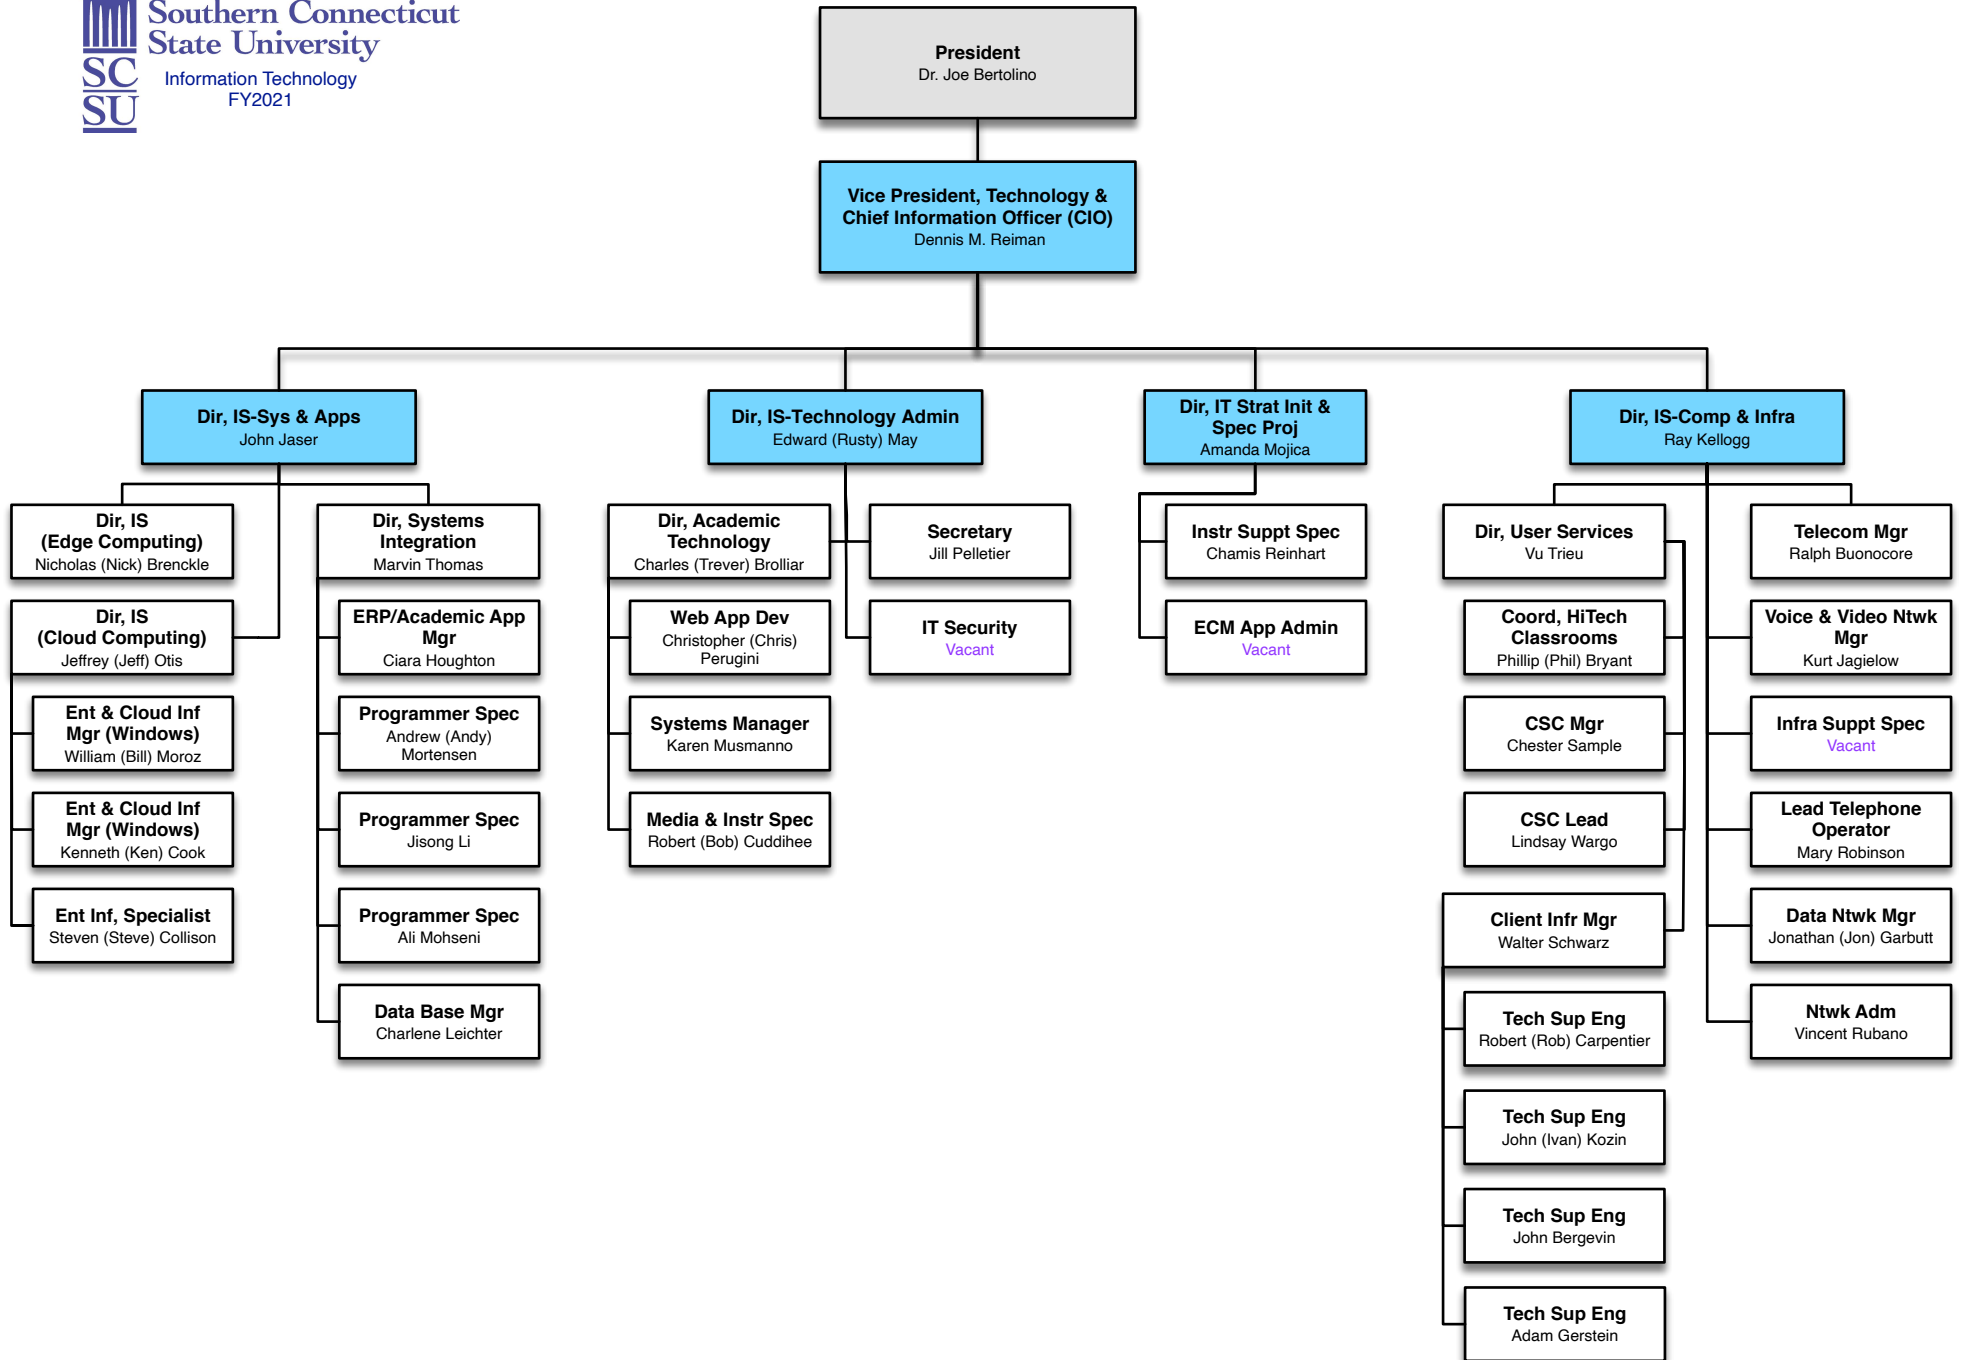 Southern Connecticut
State University
SC
SU
Information Technology
FY2021
President
Dr. Joe Bertolino
Vice President, Technology &
Chief Information Officer (CIO)
Dennis M. Reiman
Dir, IS-Sys & Apps
John Jaser
Dir, IS-Technology Admin
Edward (Rusty) May
Dir, IT Strat Init &
Spec Proj
Amanda Mojica
Dir, IS-Comp & Infra
Ray Kellogg
Dir, IS
(Edge Computing)
Nicholas (Nick) Brenckle
Dir, IS
(Cloud Computing)
Jeffrey (Jeff) Otis
Ent & Cloud Inf
Mgr (Windows)
William (Bill) Moroz
Ent & Cloud Inf
Mgr (Windows)
Kenneth (Ken) Cook
Ent Inf, Specialist
Steven (Steve) Collison
Dir, Systems
Integration
Marvin Thomas
ERP/Academic App
Mgr
Ciara Houghton
Programmer Spec
Andrew (Andy)
Mortensen
Programmer Spec
Jisong Li
Programmer Spec
Ali Mohseni
Data Base Mgr
Charlene Leichter
Dir, Academic
Technology
Charles (Trever) Brolliar
Web App Dev
Christopher (Chris)
Perugini
Systems Manager
Karen Musmanno
Media & Instr Spec
Robert (Bob) Cuddihee
Secretary
Jill Pelletier
IT Security
Vacant
Instr Suppt Spec
Chamis Reinhart
ECM App Admin
Vacant
Dir, User Services
Vu Trieu
Coord, HiTech
Classrooms
Phillip (Phil) Bryant
CSC Mgr
Chester Sample
CSC Lead
Lindsay Wargo
Client Infr Mgr
Walter Schwarz
Tech Sup Eng
Robert (Rob) Carpentier
Tech Sup Eng
John (Ivan) Kozin
Tech Sup Eng
John Bergevin
Tech Sup Eng
Adam Gerstein
Telecom Mgr
Ralph Buonocore
Voice & Video Ntwk
Mgr
Kurt Jagielow
Infra Suppt Spec
Vacant
Lead Telephone
Operator
Mary Robinson
Data Ntwk Mgr
Jonathan (Jon) Garbutt
Ntwk Adm
Vincent Rubano